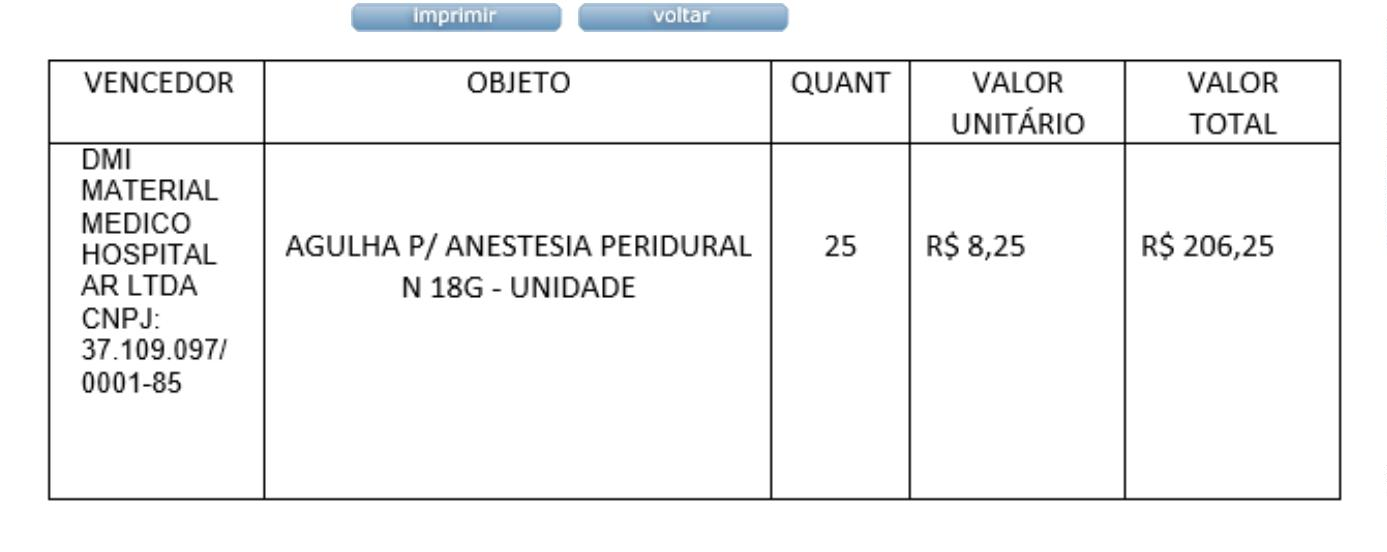 imprimir voltar
VENCEDOR OBJETO QUANT VALOR UNITÁRIO VALOR TOTAL
DMI
MATERIAL
MEDICO
HOSPITAL
AR LTDA
CNPJ:
37.109.097/
0001-85
AGULHA P/ ANESTESIA PERIDURAL
N 18G - UNIDADE
25
R$ 8,25
R$ 206,25